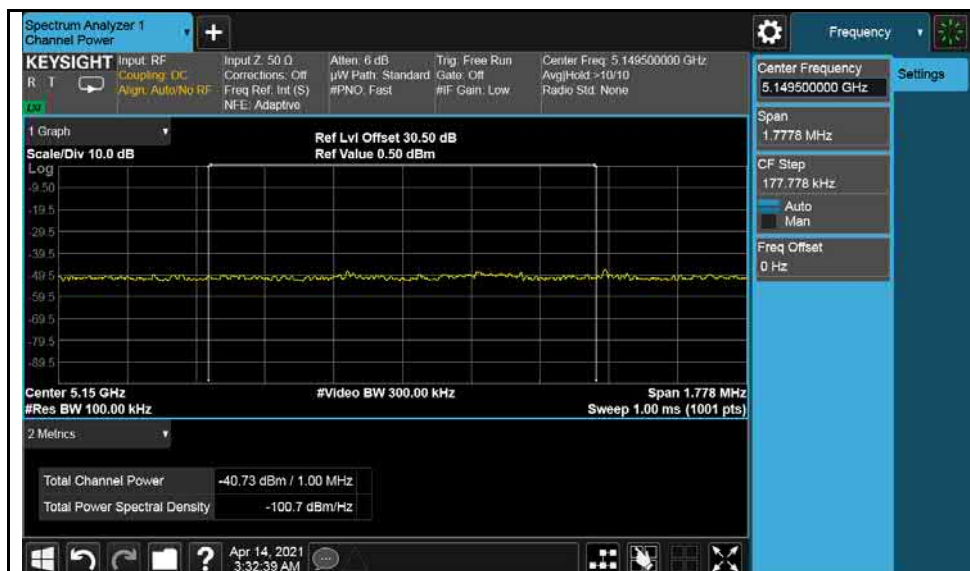 Spectrum Analyzer 1
Channel Power
+
Frequency
KEYSIGHT
R T
Input: RF
Coupling: DC
Align: Auto/No RF
Input Z: 50 Ω
Corrections: Off
Freq Ref: Int (S)
NFE: Adaptive
Atten: 6 dB
µW Path: Standard
#PNO: Fast
Trig: Free Run
Gate: Off
#IF Gain: Low
Center Freq: 5.149500000 GHz
Avg|Hold >10/10
Radio Std: None
Center Frequency
5.149500000 GHz
Settings
Span
1.7778 MHz
CF Step
177.778 kHz
Auto
Man
Freq Offset
0 Hz
1 Graph
Scale/Div 10.0 dB
Ref Lvl Offset 30.50 dB
Ref Value 0.50 dBm
Log
-9.50
-19.5
-29.5
-39.5
-49.5
-59.5
-69.5
-79.5
-89.5
Center 5.15 GHz
#Res BW 100.00 kHz
#Video BW 300.00 kHz
Span 1.778 MHz
Sweep 1.00 ms (1001 pts)
2 Metrics
Total Channel Power -40.73 dBm / 1.00 MHz
Total Power Spectral Density -100.7 dBm/Hz
?
Apr 14, 2021
3:32:39 AM